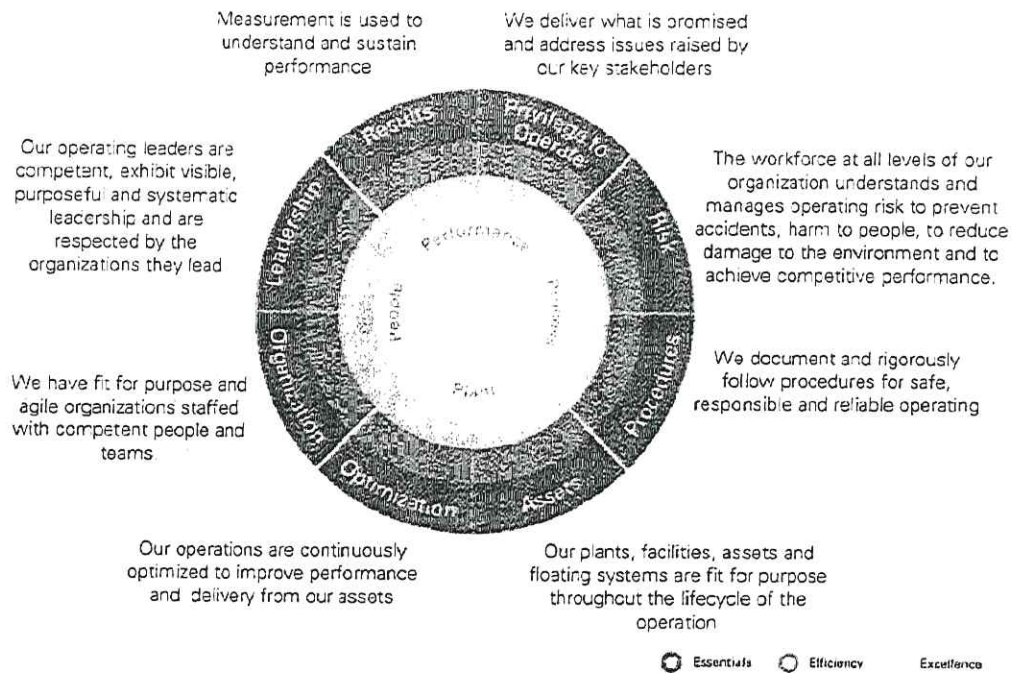 Measurement is used to
understand and sustain
performance
We deliver what is promised
and address issues raised by
our key stakeholders
Results
Privilege to
Operate
Our operating leaders are
competent, exhibit visible,
purposeful and systematic
leadership and are
respected by the
organizations they lead
Leadership
Risk
The workforce at all levels of our
organization understands and
manages operating risk to prevent
accidents, harm to people, to reduce
damage to the environment and to
achieve competitive performance.
Performance
People
Plant
We have fit for purpose and
agile organizations staffed
with competent people and
teams
Organization
Procedures
We document and rigorously
follow procedures for safe,
responsible and reliable operating
Optimization
Assets
Our operations are continuously
optimized to improve performance
and delivery from our assets
Our plants, facilities, assets and
floating systems are fit for purpose
throughout the lifecycle of the
operation
Essentials
Efficiency
Excellence